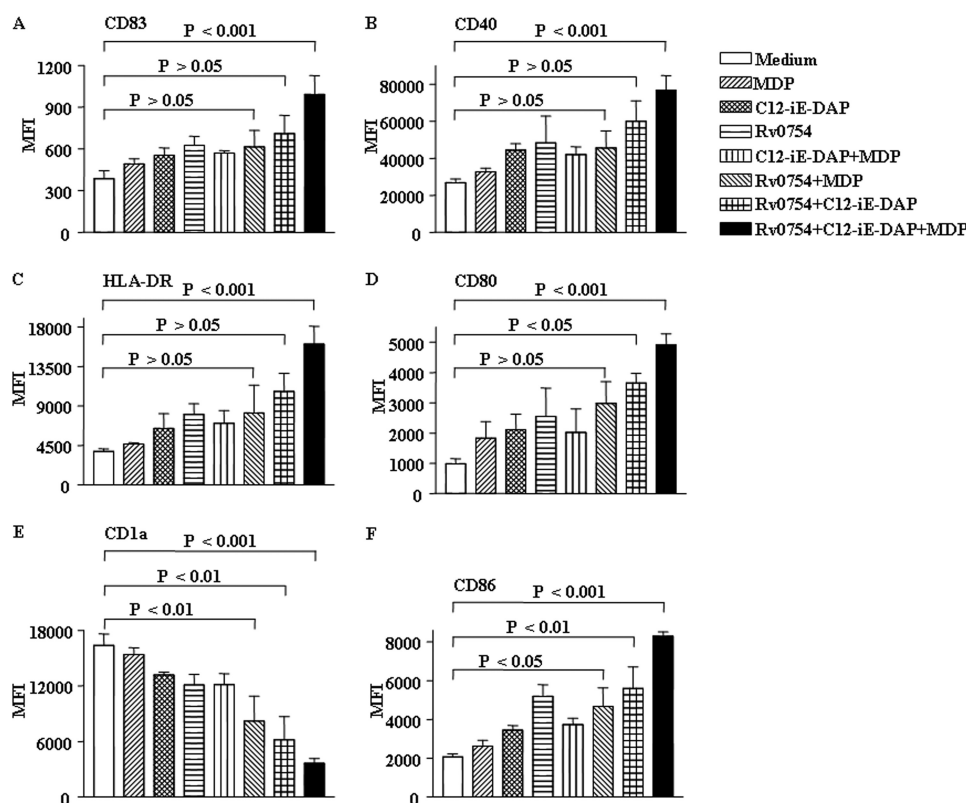 A
CD83
P < 0.001
P > 0.05
P > 0.05
1200
900
600
300
0
MFI
B
CD40
P < 0.001
P > 0.05
P > 0.05
80000
60000
40000
20000
0
MFI
Medium
MDP
C12-iE-DAP
Rv0754
C12-iE-DAP+MDP
Rv0754+MDP
Rv0754+C12-iE-DAP
Rv0754+C12-iE-DAP+MDP
C
HLA-DR
P < 0.001
P > 0.05
P > 0.05
18000
13500
9000
4500
0
MFI
D
CD80
P < 0.001
P < 0.05
P > 0.05
5000
4000
3000
2000
1000
0
MFI
E
CD1a
P < 0.001
P < 0.01
P < 0.01
18000
12000
6000
0
MFI
F
CD86
P < 0.001
P < 0.01
P < 0.05
8000
6000
4000
2000
0
MFI